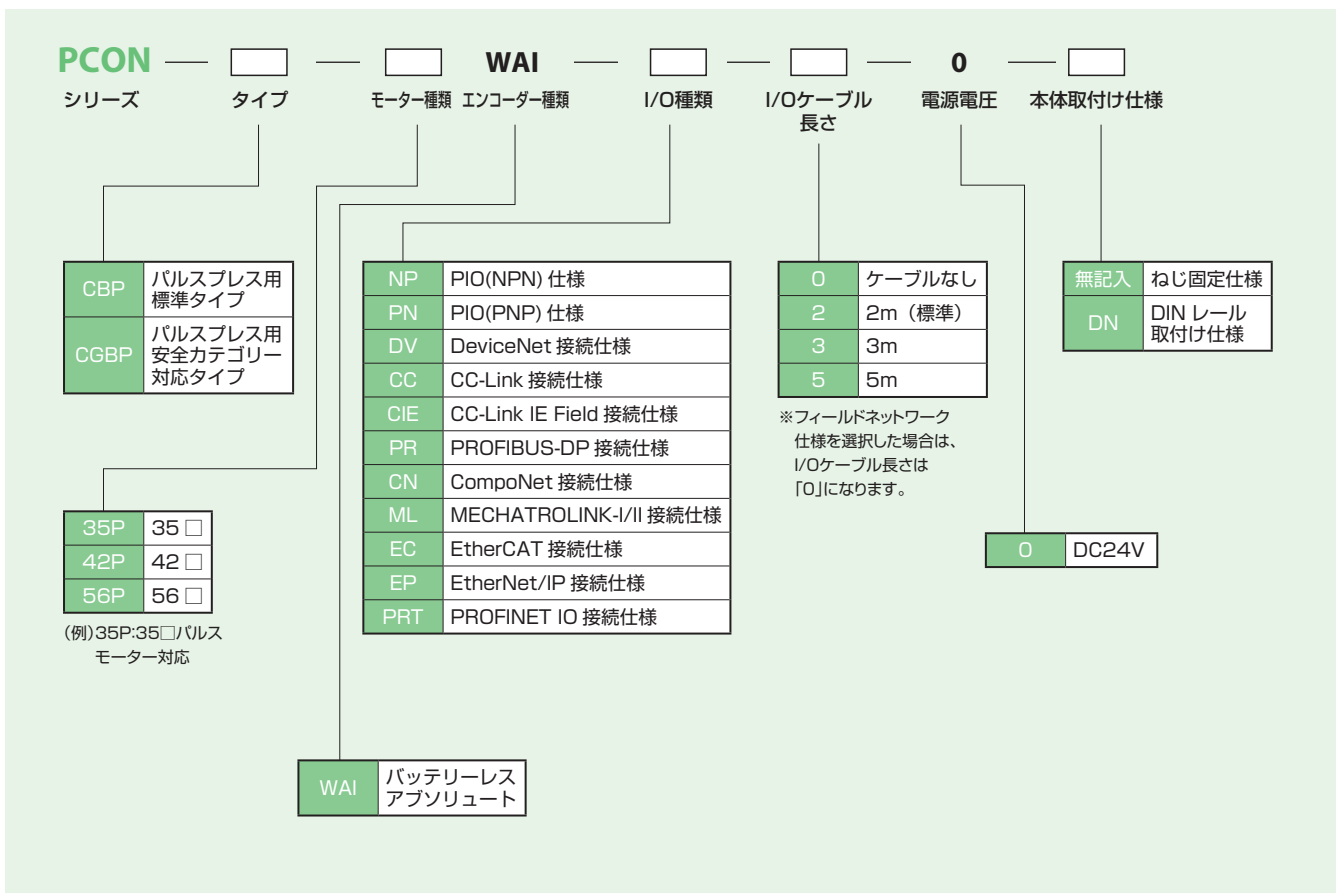 PCON — □ — □ WAI — □ — □ — 0 — □
シリーズ タイプ モーター種類 エンコーダー種類 I/O種類 I/Oケーブル 電源電圧 本体取付け仕様
長さ
CBP パルスプレス用
標準タイプ
CGBP パルスプレス用
安全カテゴリー
対応タイプ
35P 35 □
42P 42 □
56P 56 □
(例)35P:35□パルス
モーター対応
WAI バッテリーレス
アブソリュート
NP PIO(NPN) 仕様
PN PIO(PNP) 仕様
DV DeviceNet 接続仕様
CC CC-Link 接続仕様
CIE CC-Link IE Field 接続仕様
PR PROFIBUS-DP 接続仕様
CN CompoNet 接続仕様
ML MECHATROLINK-I/II 接続仕様
EC EtherCAT 接続仕様
EP EtherNet/IP 接続仕様
PRT PROFINET IO 接続仕様
0 ケーブルなし
2 2m(標準)
3 3m
5 5m
※フィールドネットワーク
仕様を選択した場合は、
I/Oケーブル長さは
「0」になります。
0 DC24V
無記入 ねじ固定仕様
DN DIN レール
取付け仕様